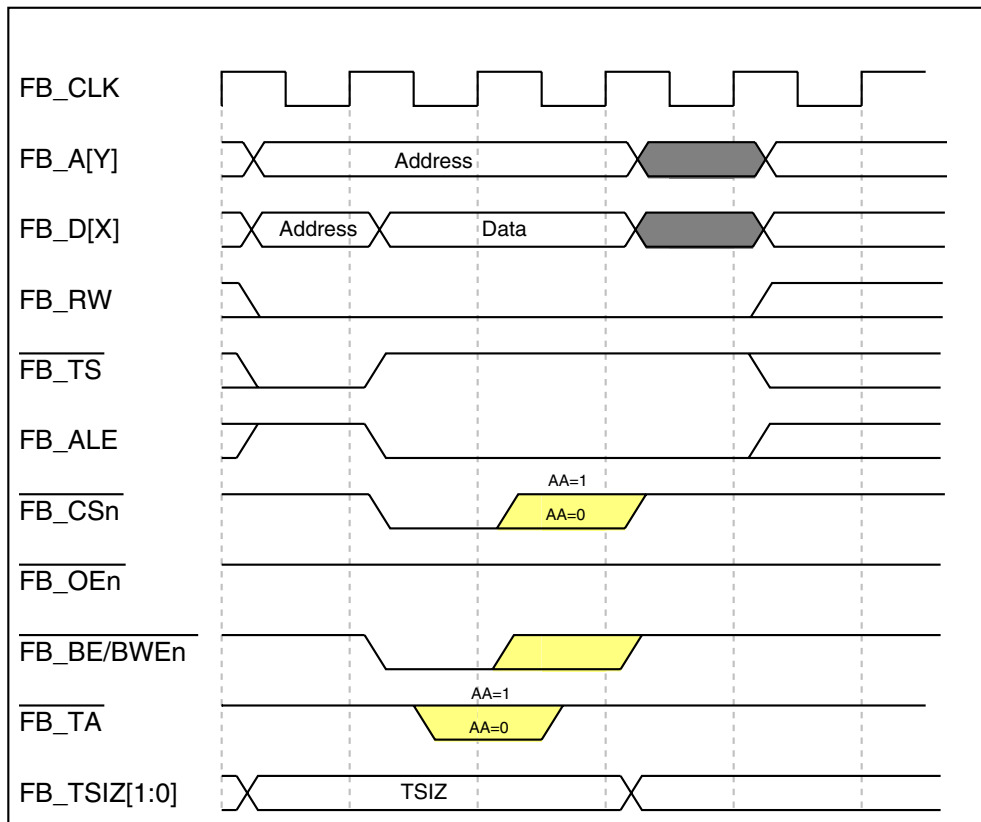 FB_CLK
FB_A[Y]
Address
FB_D[X]
Address
Data
FB_RW
FB_TS
FB_ALE
AA=1
FB_CSn
AA=0
FB_OEn
FB_BE/BWEn
AA=1
FB_TA
AA=0
FB_TSIZ[1:0]
TSIZ